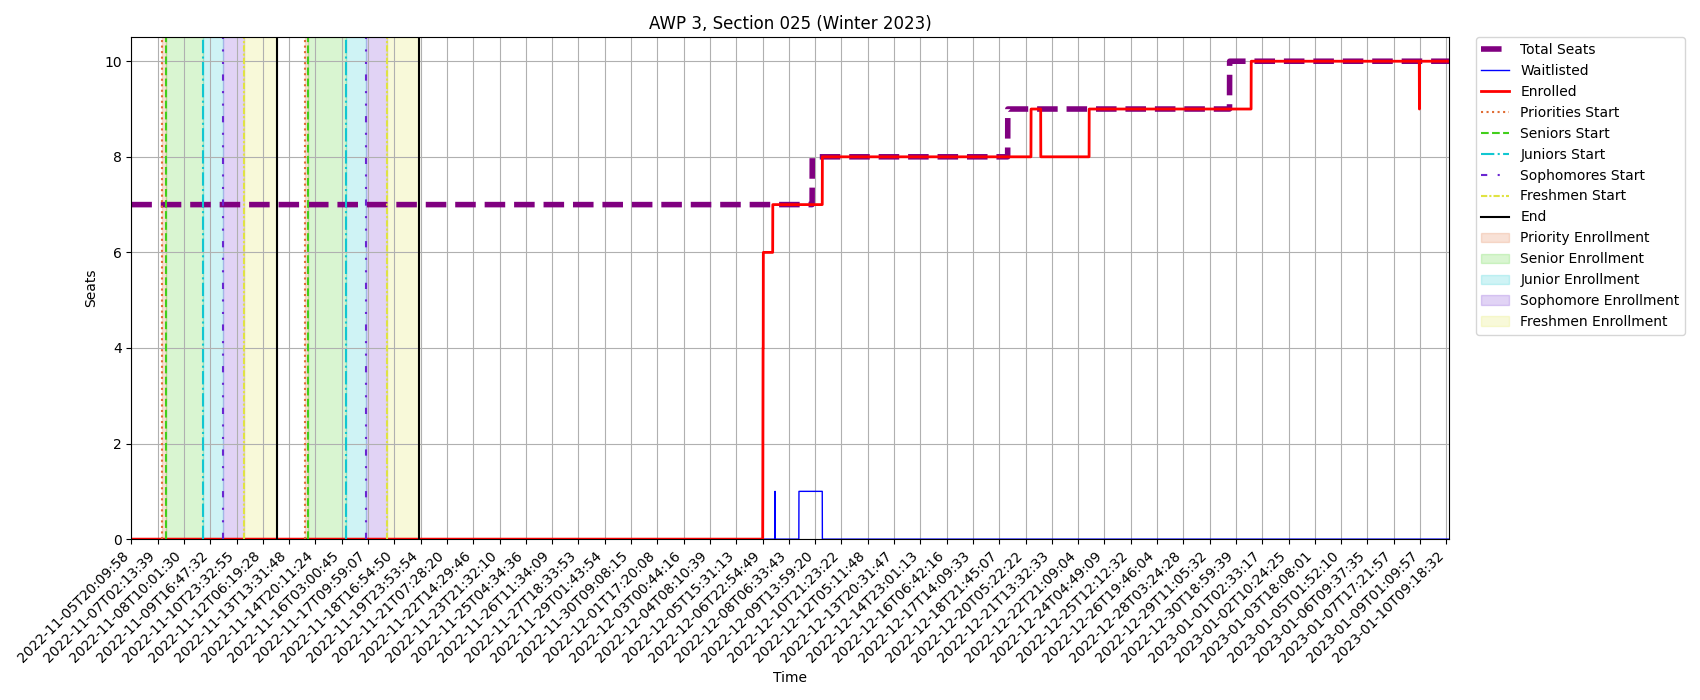 AWP 3, Section 025 (Winter 2023)
Seats
10
8
6
4
2
0
2022-11-05T20:09:58
2022-11-07T02:13:39
2022-11-08T10:01:30
2022-11-09T16:47:32
2022-11-10T23:32:55
2022-11-12T06:19:28
2022-11-13T13:31:48
2022-11-14T20:11:24
2022-11-16T03:00:45
2022-11-17T09:59:07
2022-11-18T16:54:50
2022-11-19T23:53:54
2022-11-21T07:28:20
2022-11-22T14:29:46
2022-11-23T21:32:10
2022-11-25T04:34:36
2022-11-26T11:34:09
2022-11-27T18:33:53
2022-11-29T01:43:54
2022-11-30T09:08:15
2022-12-01T17:20:08
2022-12-03T00:44:16
2022-12-04T08:10:39
2022-12-05T15:31:13
2022-12-06T22:54:49
2022-12-08T06:33:43
2022-12-09T13:59:20
2022-12-10T21:23:22
2022-12-12T05:11:48
2022-12-13T20:31:47
2022-12-14T23:01:13
2022-12-16T06:42:16
2022-12-17T14:09:33
2022-12-18T21:45:07
2022-12-20T05:22:22
2022-12-21T13:32:33
2022-12-22T21:09:04
2022-12-24T04:49:09
2022-12-25T12:12:32
2022-12-26T19:46:04
2022-12-28T03:24:28
2022-12-29T11:05:32
2022-12-30T18:59:39
2023-01-01T02:33:17
2023-01-02T10:24:25
2023-01-03T18:08:01
2023-01-05T01:52:10
2023-01-06T09:37:35
2023-01-07T17:21:57
2023-01-09T01:09:57
2023-01-10T09:18:32
Time
Total Seats
Waitlisted
Enrolled
Priorities Start
Seniors Start
Juniors Start
Sophomores Start
Freshmen Start
End
Priority Enrollment
Senior Enrollment
Junior Enrollment
Sophomore Enrollment
Freshmen Enrollment